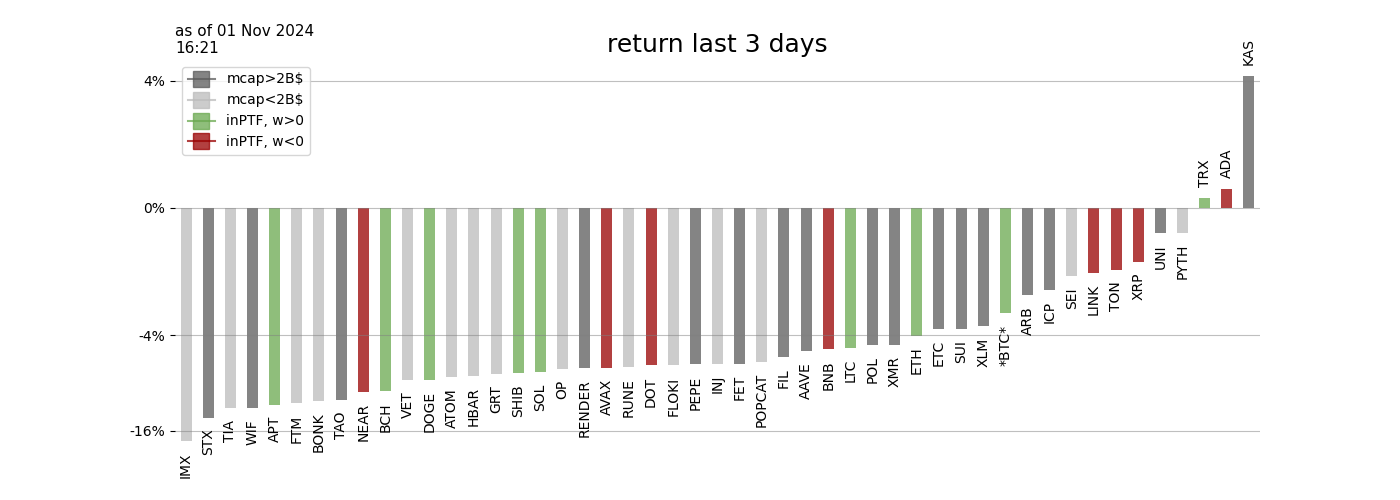 as of 01 Nov 2024
16:21
return last 3 days
mcap>2B$
mcap<2B$
inPTF, w>0
inPTF, w<0
4%
0%
-4%
-16%
IMX
STX
TIA
WIF
APT
FTM
BONK
TAO
NEAR
BCH
VET
DOGE
ATOM
HBAR
GRT
SHIB
SOL
OP
RENDER
AVAX
RUNE
DOT
FLOKI
PEPE
INJ
FET
POPCAT
FIL
AAVE
BNB
LTC
POL
XMR
ETH
ETC
SUI
XLM
*BTC*
ARB
ICP
SEI
LINK
TON
XRP
UNI
PYTH
TRX
ADA
KAS